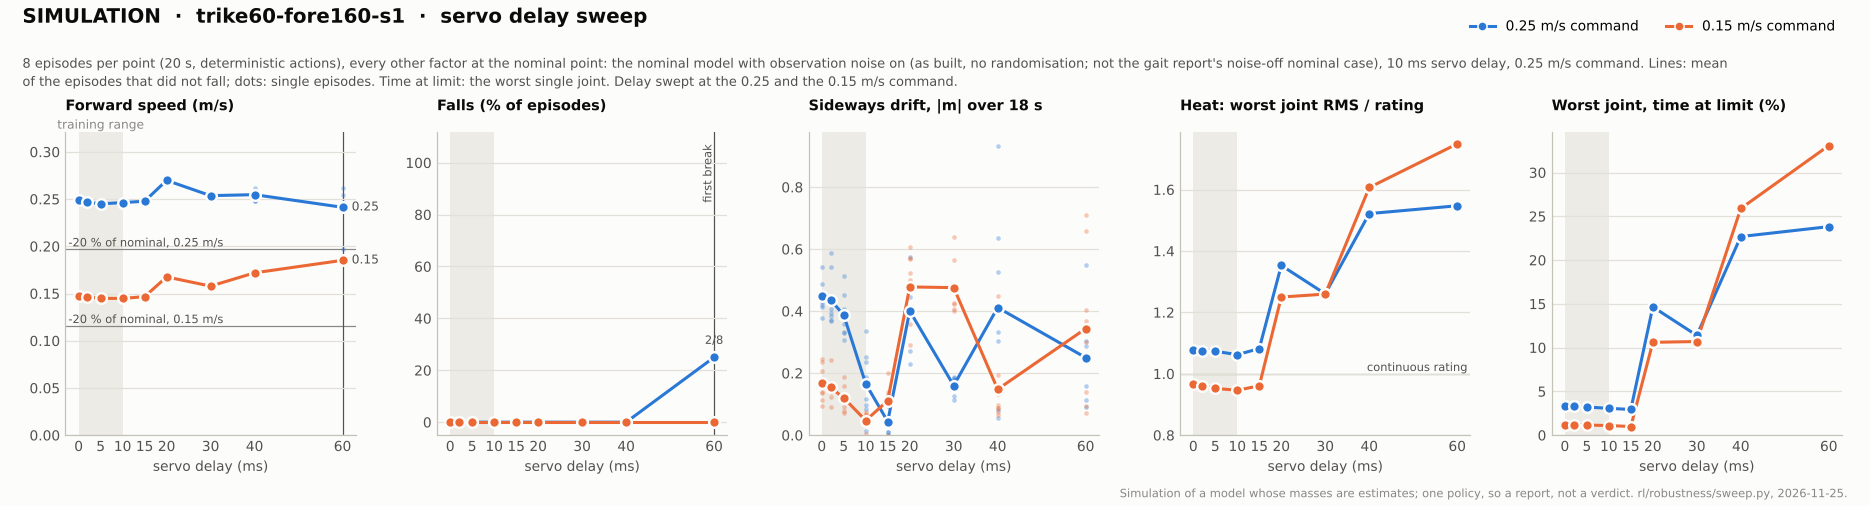 SIMULATION · trike60-fore160-s1 · servo delay sweep
0.25 m/s command
0.15 m/s command
8 episodes per point (20 s, deterministic actions), every other factor at the nominal point: the nominal model with observation noise on (as built, no randomisation; not the gait report's noise-off nominal case), 10 ms servo delay, 0.25 m/s command. Lines: mean
of the episodes that did not fall; dots: single episodes. Time at limit: the worst single joint. Delay swept at the 0.25 and the 0.15 m/s command.
Forward speed (m/s)
training range
0.30
0.25
0.20
0.15
0.10
0.05
0.00
0.25
-20 % of nominal, 0.25 m/s
0.15
-20 % of nominal, 0.15 m/s
0 5 10 15 20 30 40 60
servo delay (ms)
Falls (% of episodes)
100
80
60
40
20
0
first break
2/8
0 5 10 15 20 30 40 60
servo delay (ms)
Sideways drift, |m| over 18 s
0.8
0.6
0.4
0.2
0.0
0 5 10 15 20 30 40 60
servo delay (ms)
Heat: worst joint RMS / rating
1.6
1.4
1.2
1.0
0.8
continuous rating
0 5 10 15 20 30 40 60
servo delay (ms)
Worst joint, time at limit (%)
30
25
20
15
10
5
0
0 5 10 15 20 30 40 60
servo delay (ms)
Simulation of a model whose masses are estimates; one policy, so a report, not a verdict. rl/robustness/sweep.py, 2026-11-25.